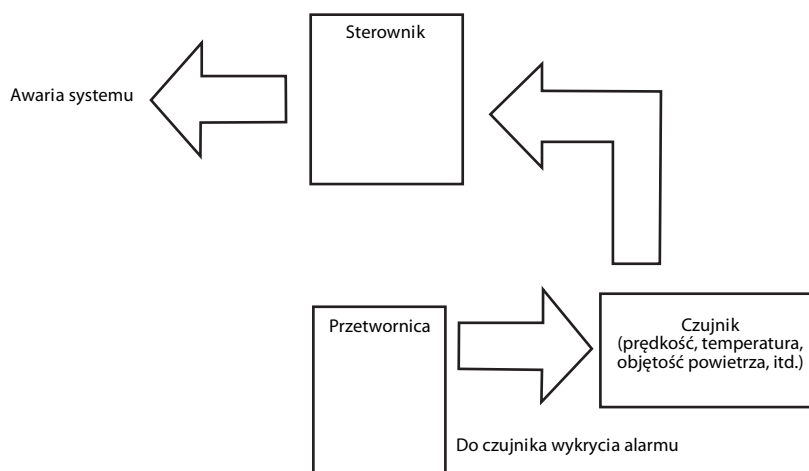 Sterownik
Awaria systemu
Przetwornica
Czujnik
(prędkość, temperatura,
objętość powietrza, itd.)
Do czujnika wykrycia alarmu